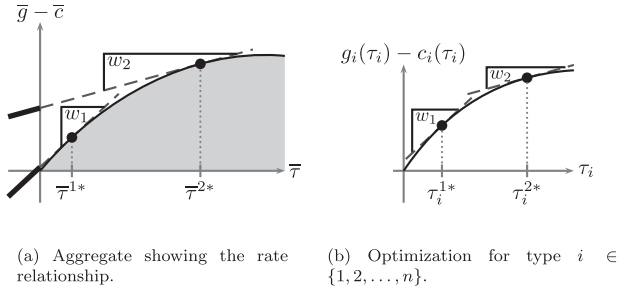 g̅ − c̅
w₂
w₁
τ̅
τ̅¹* τ̅²*
gᵢ(τᵢ) − cᵢ(τᵢ)
w₂
w₁
τᵢ
τᵢ¹* τᵢ²*
(a) Aggregate showing the rate
relationship.
(b) Optimization for type i ∈
{1, 2, . . . , n}.